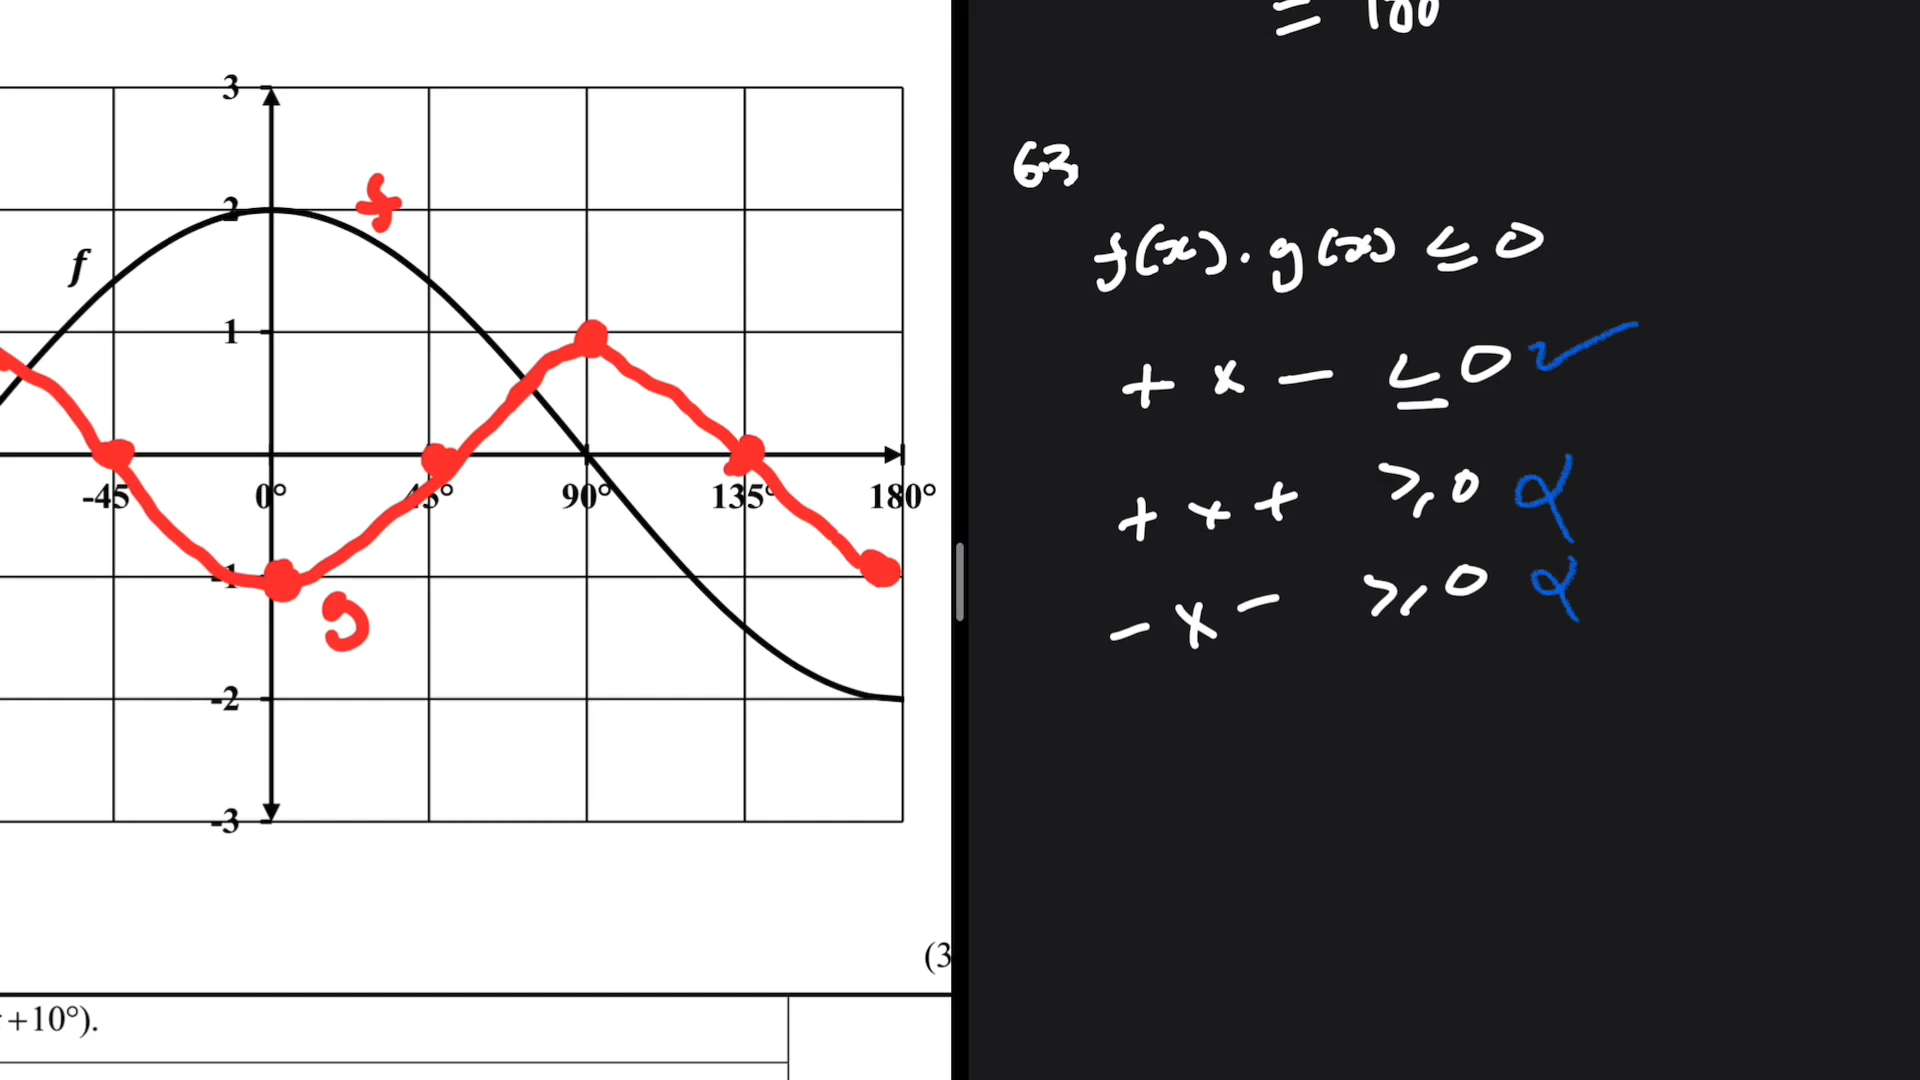 3
2
f
f
1
-45
0°
45°
90°
135°
180°
-1
g
-2
-3
(3
+10°).
= 180
6.3
f(x) . g(x) ≤ 0
+ x - ≤ 0 ✓
+ x + ≥ 0
- x - ≥ 0